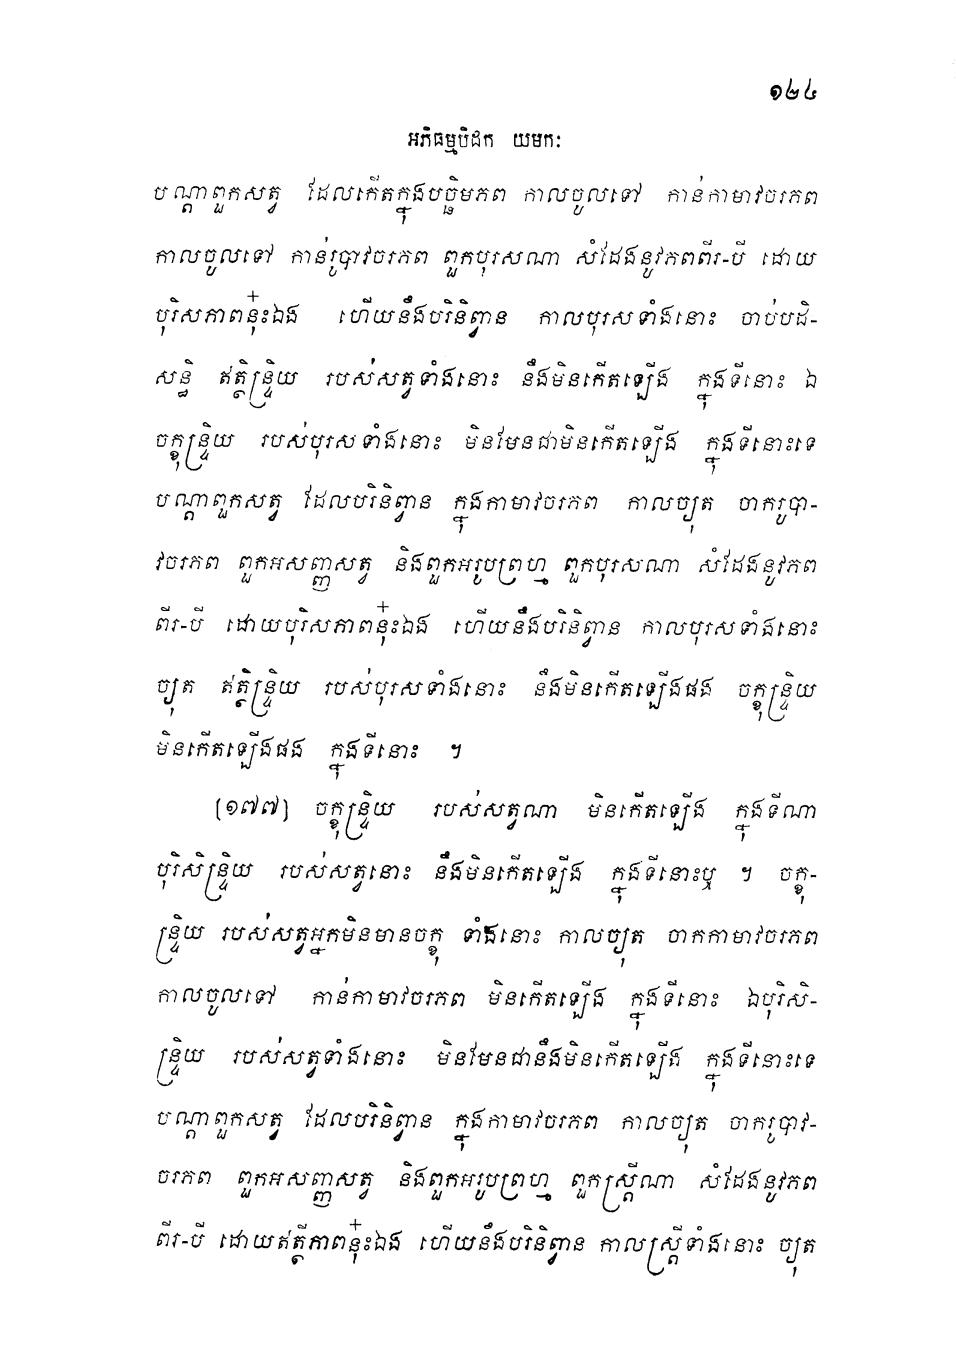 ១២៤
អភិធម្មបិដក យមកៈ
បណ្តាពួកសត្វ ដែលកើតក្នុងបច្ឆិមភព កាលចូលទៅ កាន់កាមាវចរភព
កាលចូលទៅ កាន់រូបាវចរភព ពួកបុរសណា សំដែងនូវភពពីរ-បី ដោយ
បុរិសភាពនុ៎ះឯង ហើយនឹងបរិនិព្វាន កាលបុរសទាំងនោះ ចាប់បដិ-
សន្ធិ ឥត្ថិន្ទ្រិយ របស់សត្វទាំងនោះ នឹងមិនកើតឡើង ក្នុងទីនោះ ឯ
ចក្ខុន្ទ្រិយ របស់បុរសទាំងនោះ មិនមែនជាមិនកើតឡើង ក្នុងទីនោះទេ
បណ្តាពួកសត្វ ដែលបរិនិព្វាន ក្នុងកាមាវចរភព កាលច្យុត ចាករូបា-
វចរភព ពួកអសញ្ញសត្វ និងពួកអរូបព្រហ្ម ពួកបុរសណា សំដែងនូវភព
ពីរ-បី ដោយបុរិសភាពនុ៎ះឯង ហើយនឹងបរិនិព្វាន កាលបុរសទាំងនោះ
ច្យុត ឥត្ថិន្ទ្រិយ របស់បុរសទាំងនោះ នឹងមិនកើតឡើងផង ចក្ខុន្ទ្រិយ
មិនកើតឡើងផង ក្នុងទីនោះ ។
[១៧៧] ចក្ខុន្ទ្រិយ របស់សត្វណា មិនកើតឡើង ក្នុងទីណា
បុរិសិន្ទ្រិយ របស់សត្វនោះ នឹងមិនកើតឡើង ក្នុងទីនោះឬ ។ ចក្ខុ-
ន្ទ្រិយ របស់សត្វអ្នកមិនមានចក្ខុ ទាំងនោះ កាលច្យុត ចាកកាមាវចរភព
កាលចូលទៅ កាន់កាមាវចរភព មិនកើតឡើង ក្នុងទីនោះ ឯបុរិសិ-
ន្ទ្រិយ របស់សត្វទាំងនោះ មិនមែនជានឹងមិនកើតឡើង ក្នុងទីនោះទេ
បណ្តាពួកសត្វ ដែលបរិនិព្វាន ក្នុងកាមាវចរភព កាលច្យុត ចាករូបាវ-
ចរភព ពួកអសញ្ញសត្វ និងពួកអរូបព្រហ្ម ពួកស្រ្តីណា សំដែងនូវភព
ពីរ-បី ដោយឥត្ថីភាពនុ៎ះឯង ហើយនឹងបរិនិព្វាន កាលស្រ្តីទាំងនោះ ច្យុត